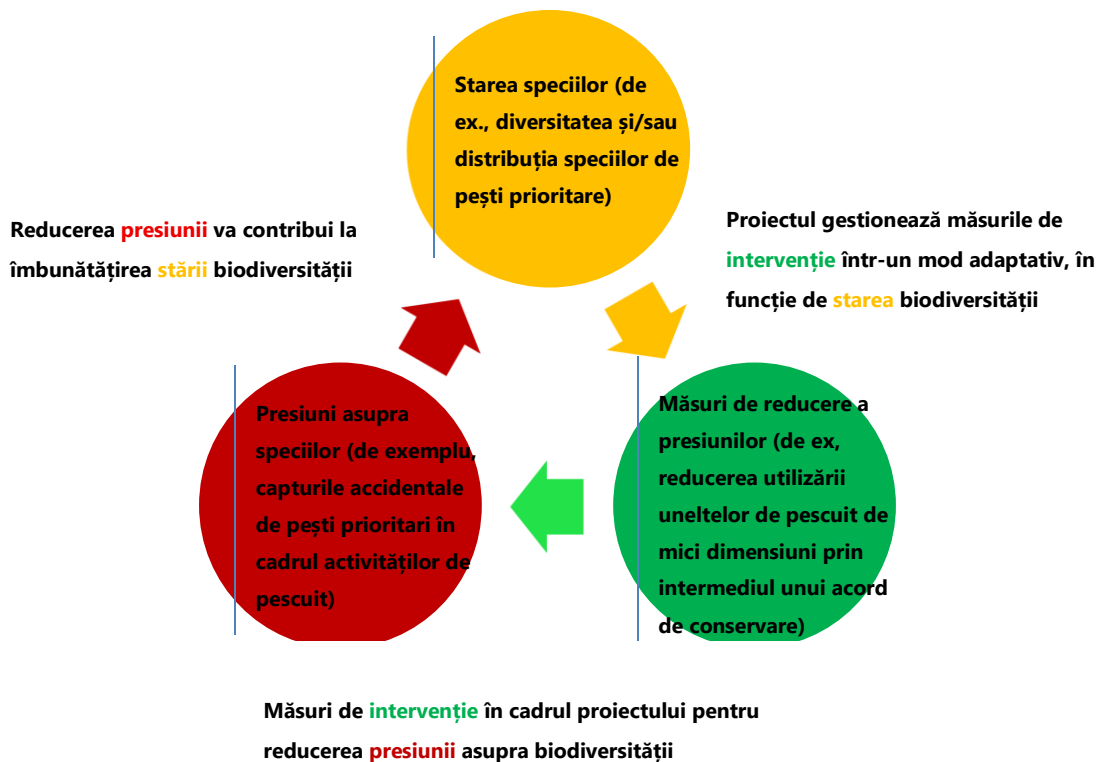 Starea speciilor (de
ex., diversitatea și/sau
distribuția speciilor de
pești prioritare)
Reducerea presiunii va contribui la
îmbunătățirea stării biodiversității
Proiectul gestionează măsurile de
intervenție într-un mod adaptativ, în
funcție de starea biodiversității
Presiuni asupra
speciilor (de exemplu,
capturile accidentale
de pești prioritari în
cadrul activităților de
pescuit)
Măsuri de reducere a
presiunilor (de ex,
reducerea utilizării
uneltelor de pescuit de
mici dimensiuni prin
intermediul unui acord
de conservare)
Măsuri de intervenție în cadrul proiectului pentru
reducerea presiunii asupra biodiversității